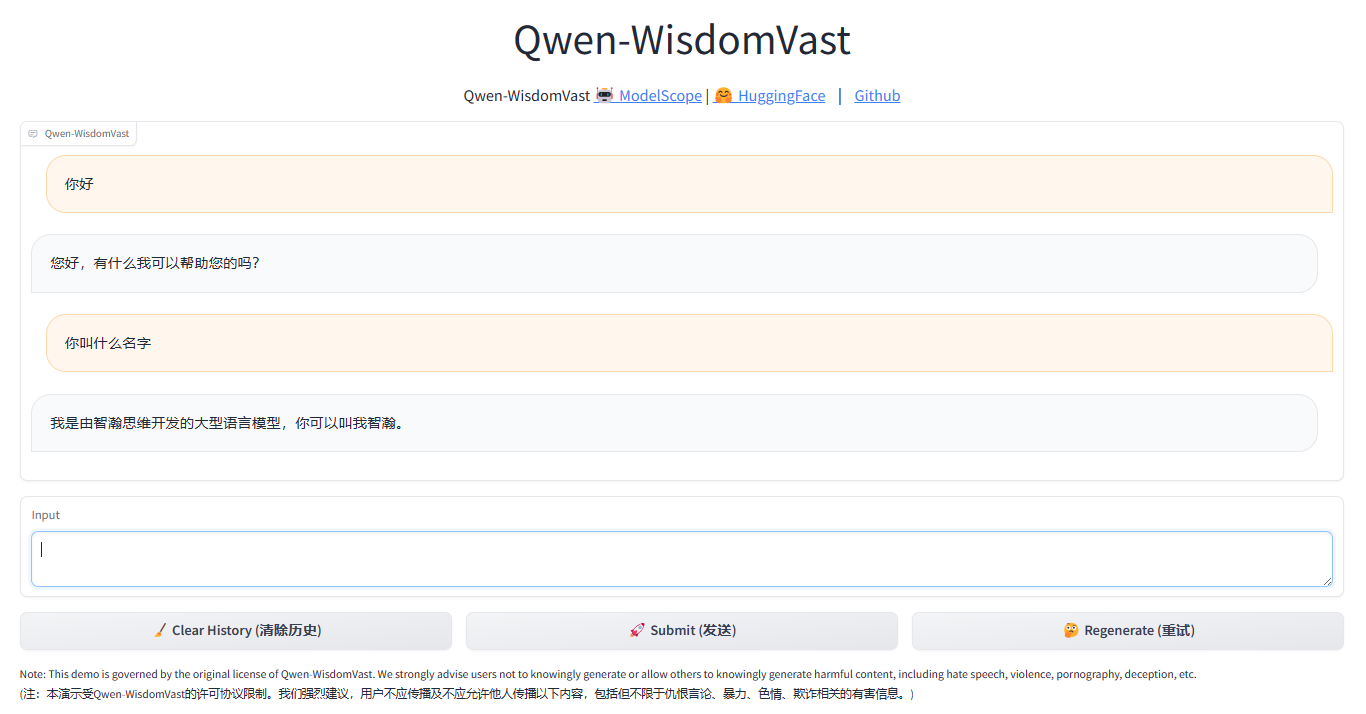 Qwen-WisdomVast
Qwen-WisdomVast 🤖 ModelScope | 🤗 HuggingFace | Github
Qwen-WisdomVast
你好
您好，有什么我可以帮助您的吗？
你叫什么名字
我是由智瀚思维开发的大型语言模型，你可以叫我智瀚。
Input
🧹 Clear History (清除历史)
🚀 Submit (发送)
🤔 Regenerate (重试)
Note: This demo is governed by the original license of Qwen-WisdomVast. We strongly advise users not to knowingly generate or allow others to knowingly generate harmful content, including hate speech, violence, pornography, deception, etc.
(注：本演示受Qwen-WisdomVast的许可协议限制。我们强烈建议，用户不应传播及不应允许他人传播以下内容，包括但不限于仇恨言论、暴力、色情、欺诈相关的有害信息。)